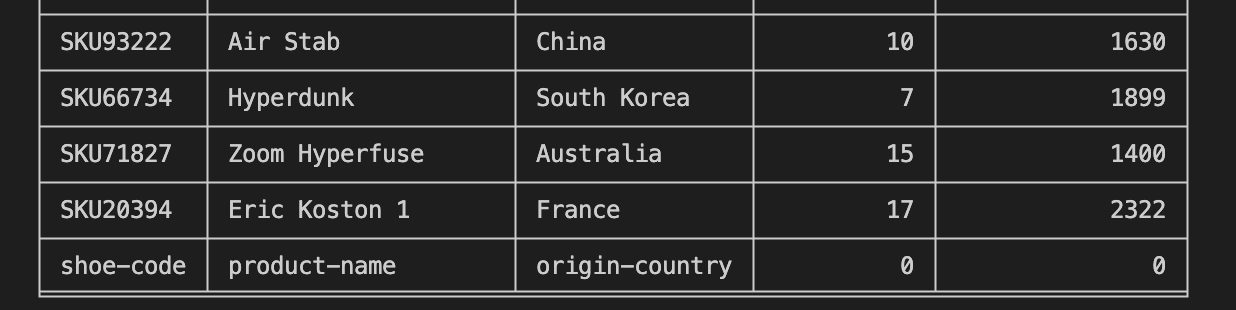 SKU93222 Air Stab China 10 1630
SKU66734 Hyperdunk South Korea 7 1899
SKU71827 Zoom Hyperfuse Australia 15 1400
SKU20394 Eric Koston 1 France 17 2322
shoe-code product-name origin-country 0 0